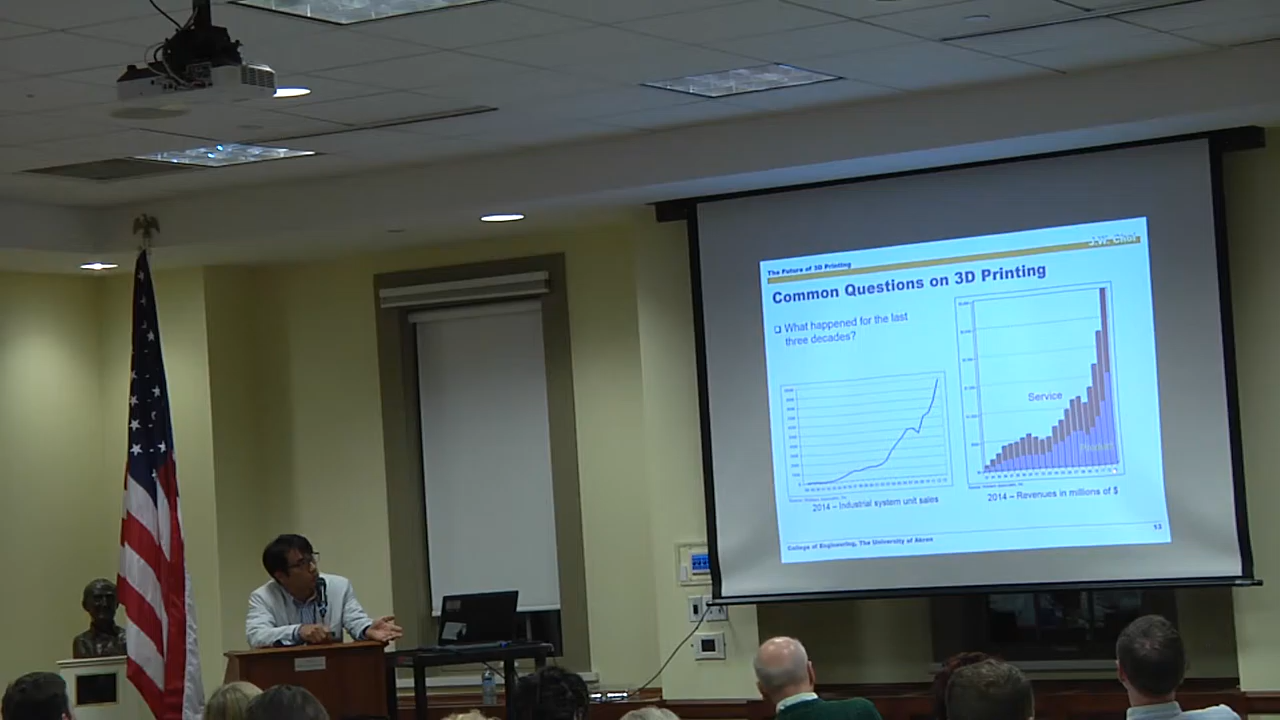 The Future of 3D Printing
J.W. Choi
Common Questions on 3D Printing
What happened for the last
three decades?
Service
Product
2014 – Industrial system unit sales
2014 – Revenues in millions of $
College of Engineering, The University of Akron
13